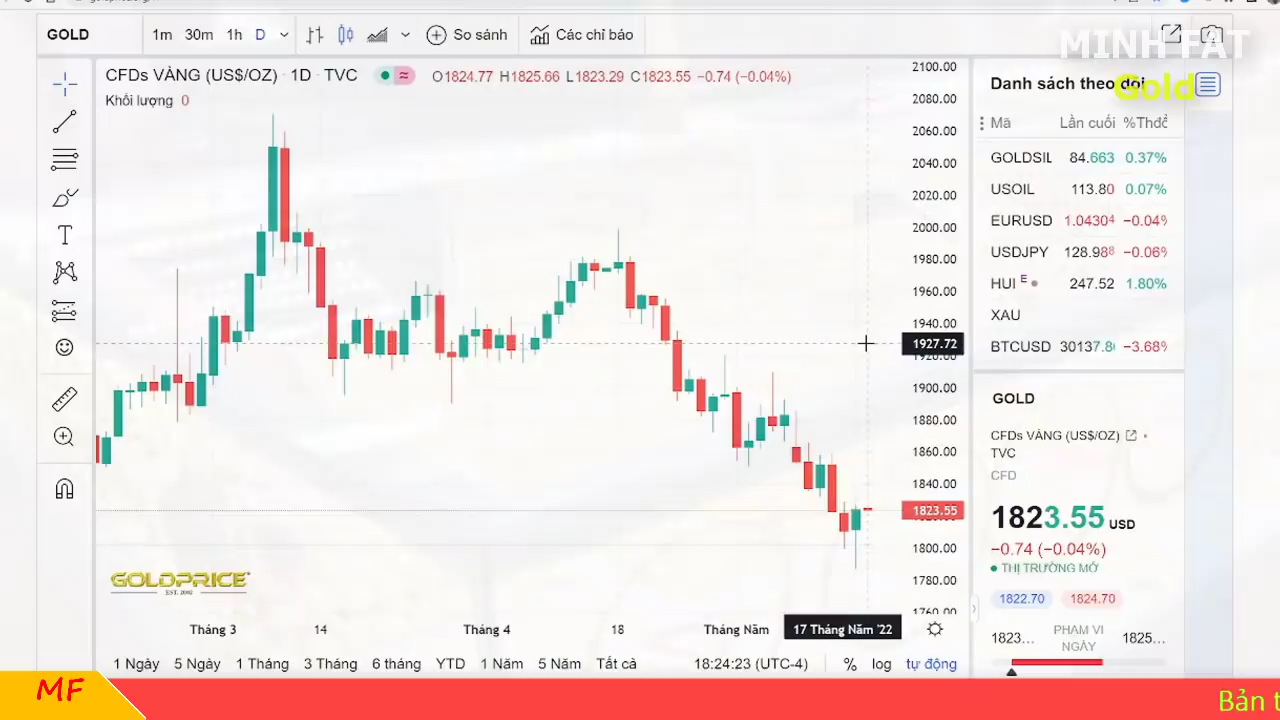 GOLD 1m 30m 1h D So sánh Các chỉ báo
MINH FAT
Gold
CFDs VÀNG (US$/OZ) · 1D · TVC ≈ O1824.77 H1825.66 L1823.29 C1823.55 −0.74 (−0.04%)
Khối lượng 0
2100.00
2080.00
2060.00
2040.00
2020.00
2000.00
1980.00
1960.00
1940.00
1927.72
1900.00
1880.00
1860.00
1840.00
1823.55
1800.00
1780.00
1760.00
GOLDPRICE
EST. 2002
Tháng 3 14 Tháng 4 18 Tháng Năm 17 Tháng Năm '22
1 Ngày 5 Ngày 1 Tháng 3 Tháng 6 tháng YTD 1 Năm 5 Năm Tất cả 18:24:23 (UTC-4) % log tự động
Danh sách theo dõi
Mã Lần cuối %Thđổ
GOLDSIL 84.663 0.37%
USOIL 113.80 0.07%
EURUSD 1.04304 −0.04%
USDJPY 128.988 −0.06%
HUI E 247.52 1.80%
XAU
BTCUSD 30137.80 −3.68%
GOLD
CFDs VÀNG (US$/OZ) •
TVC
CFD
1823.55 USD
−0.74 (−0.04%)
THỊ TRƯỜNG MỞ
1822.70 1824.70
1823... PHẠM VI NGÀY 1825...
MF
Bản t